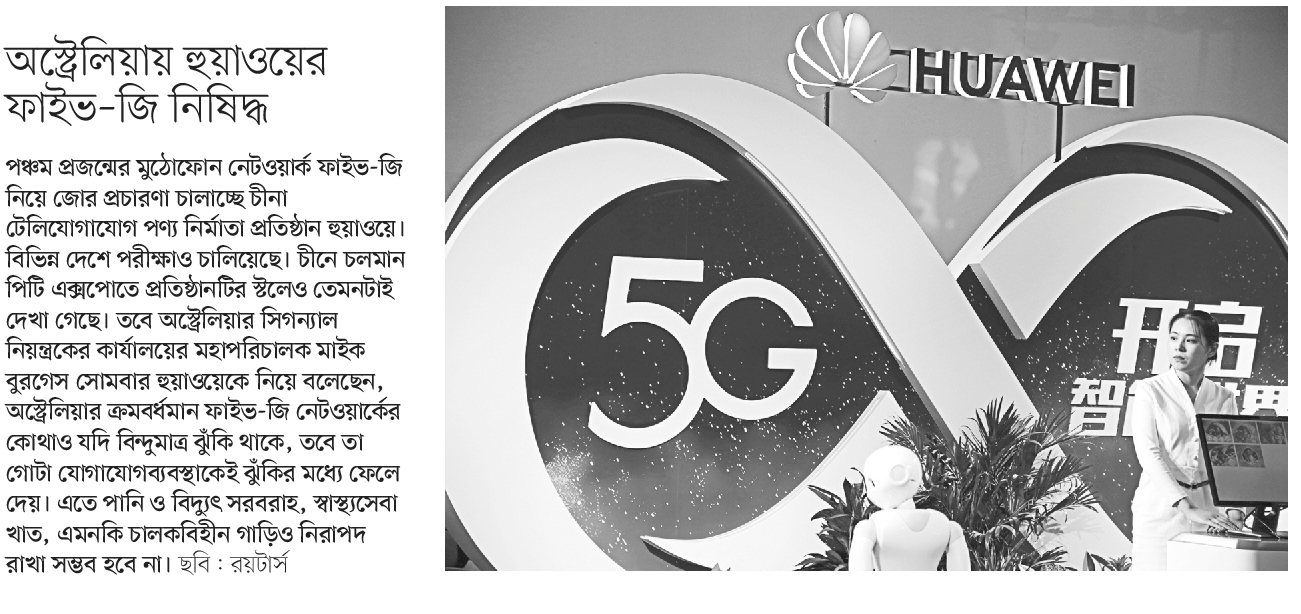 অস্ট্রেলিয়ায় হুয়াওয়ের
ফাইভ-জি নিষিদ্ধ
পঞ্চম প্রজন্মের মুঠোফোন নেটওয়ার্ক ফাইভ-জি
নিয়ে জোর প্রচারণা চালাচ্ছে চীনা
টেলিযোগাযোগ পণ্য নির্মাতা প্রতিষ্ঠান হুয়াওয়ে।
বিভিন্ন দেশে পরীক্ষাও চালিয়েছে। চীনে চলমান
পিটি এক্সপোতে প্রতিষ্ঠানটির স্টলেও তেমনটাই
দেখা গেছে। তবে অস্ট্রেলিয়ার সিগন্যাল
নিয়ন্ত্রকের কার্যালয়ের মহাপরিচালক মাইক
বুরগেস সোমবার হুয়াওয়েকে নিয়ে বলেছেন,
অস্ট্রেলিয়ার ক্রমবর্ধমান ফাইভ-জি নেটওয়ার্কের
কোথাও যদি বিন্দুমাত্র ঝুঁকি থাকে, তবে তা
গোটা যোগাযোগব্যবস্থাকেই ঝুঁকির মধ্যে ফেলে
দেয়। এতে পানি ও বিদ্যুৎ সরবরাহ, স্বাস্থ্যসেবা
খাত, এমনকি চালকবিহীন গাড়িও নিরাপদ
রাখা সম্ভব হবে না। ছবি : রয়টার্স
HUAWEI
5G
开启
智